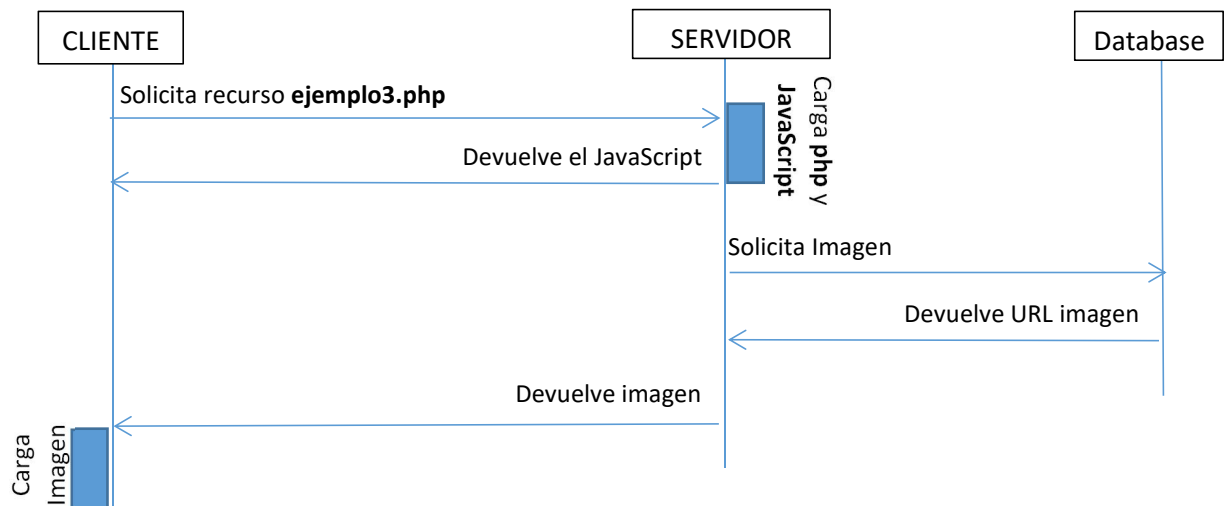 CLIENTE
SERVIDOR
Database
Solicita recurso ejemplo3.php
Carga php y
JavaScript
Devuelve el JavaScript
Solicita Imagen
Devuelve URL imagen
Devuelve imagen
Carga
Imagen